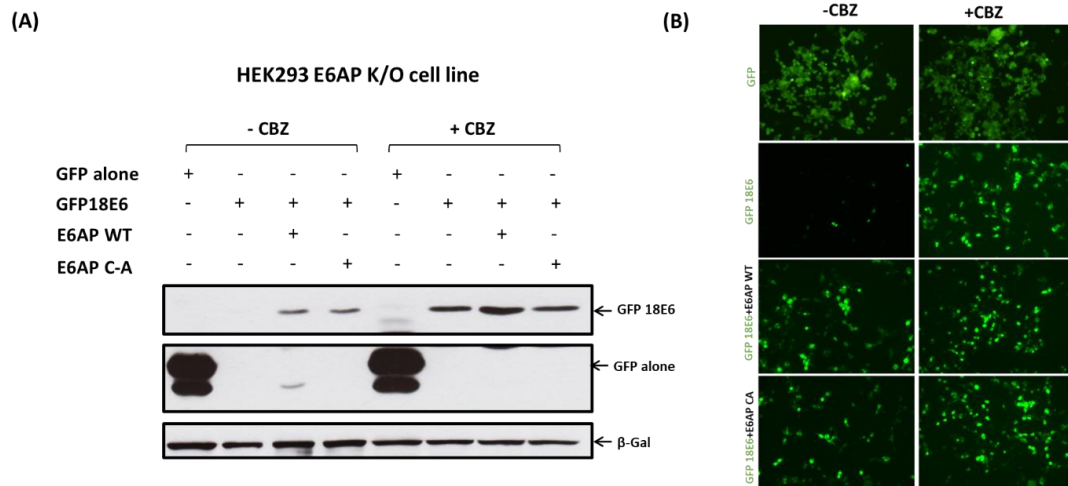 (A)
HEK293 E6AP K/O cell line
- CBZ + CBZ
GFP alone + - - - + - - -
GFP18E6 - + + + - + + +
E6AP WT - - + - - - + -
E6AP C-A - - - + - - - +
GFP 18E6
GFP alone
β-Gal
(B)
-CBZ +CBZ
GFP
GFP 18E6
GFP 18E6+E6AP WT
GFP 18E6+E6AP CA